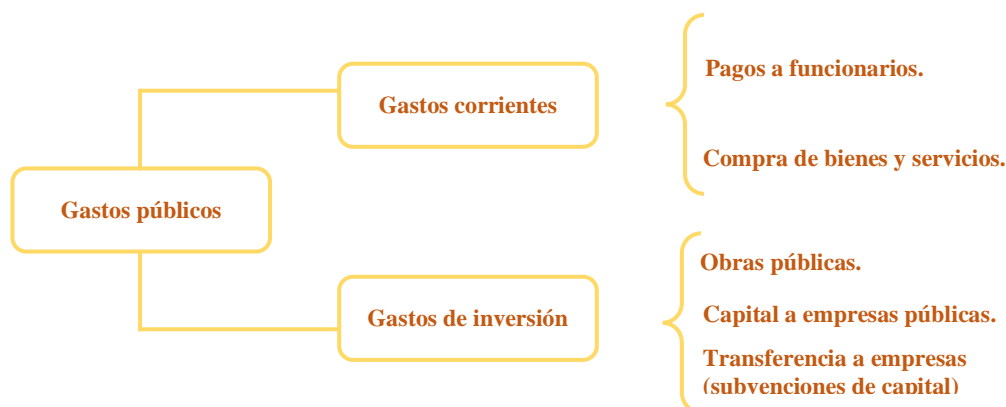 Gastos públicos
Gastos corrientes
Pagos a funcionarios.
Compra de bienes y servicios.
Gastos de inversión
Obras públicas.
Capital a empresas públicas.
Transferencia a empresas
(subvenciones de capital)